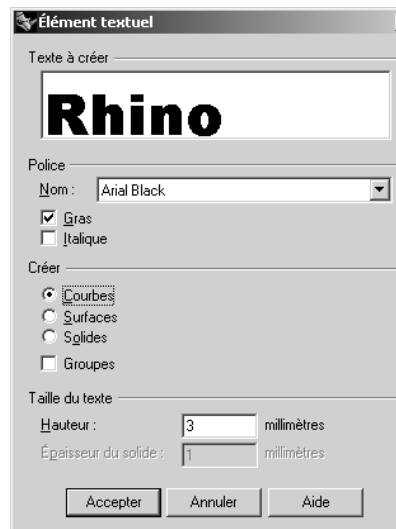 Élément textuel
Texte à créer
Rhino
Police
Nom : Arial Black
Gras
Italique
Créer
Courbes
Surfaces
Solides
Groupes
Taille du texte
Hauteur : 3 millimètres
Épaisseur du solide : 1 millimètres
Accepter Annuler Aide